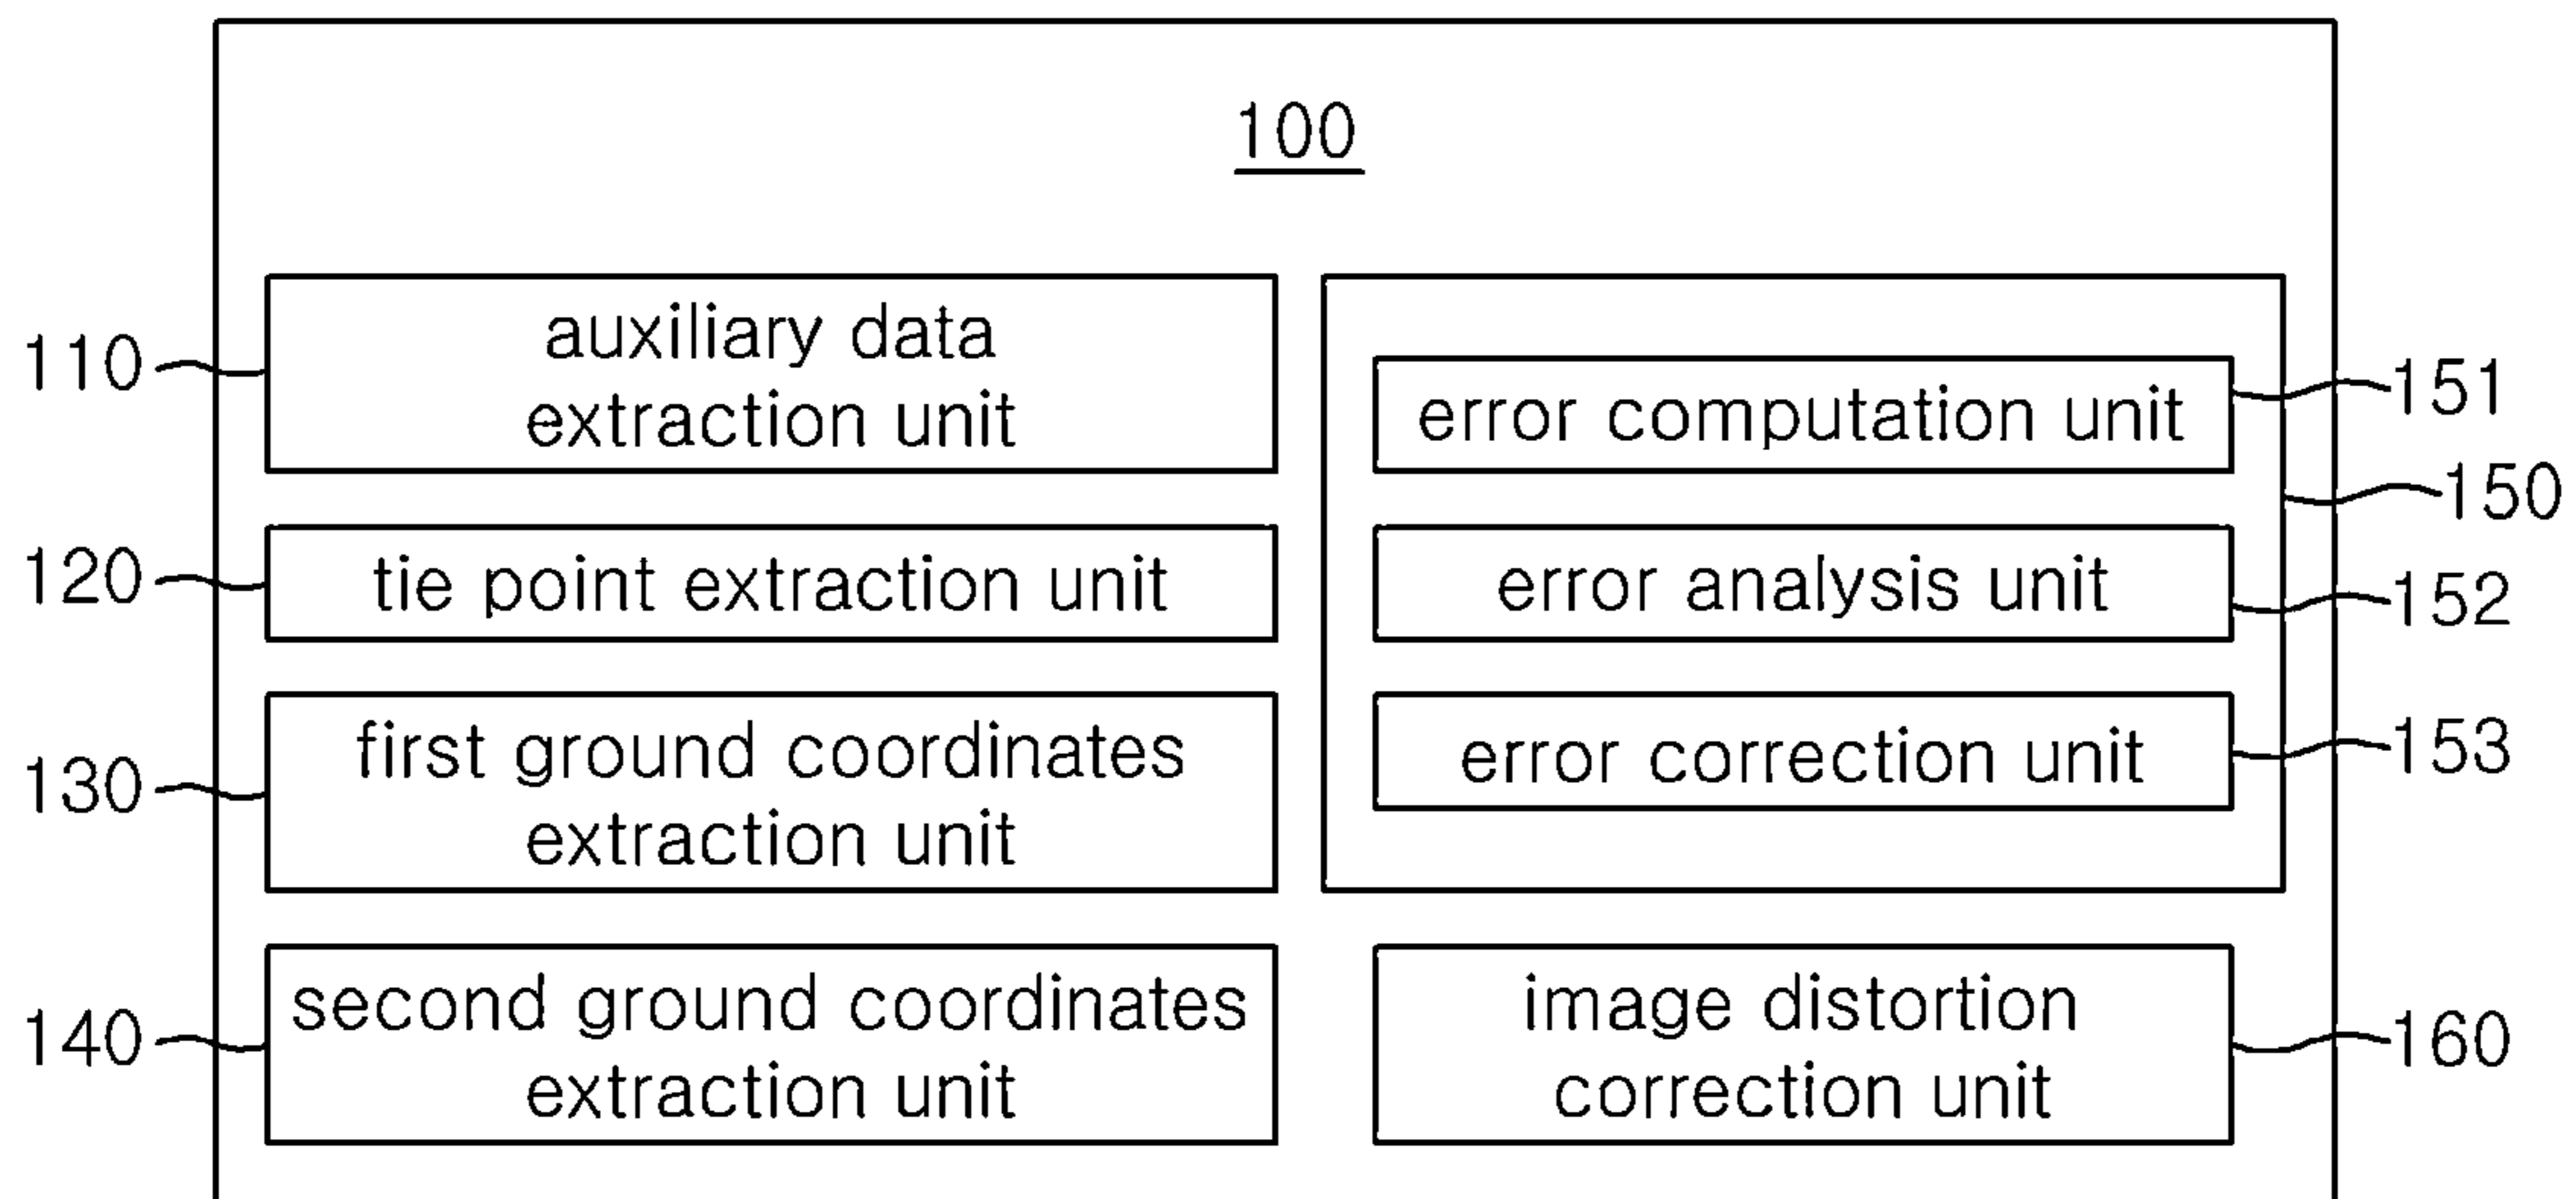 100
110
auxiliary data
extraction unit
120
tie point extraction unit
130
first ground coordinates
extraction unit
140
second ground coordinates
extraction unit
error computation unit
151
150
error analysis unit
152
error correction unit
153
image distortion
correction unit
160